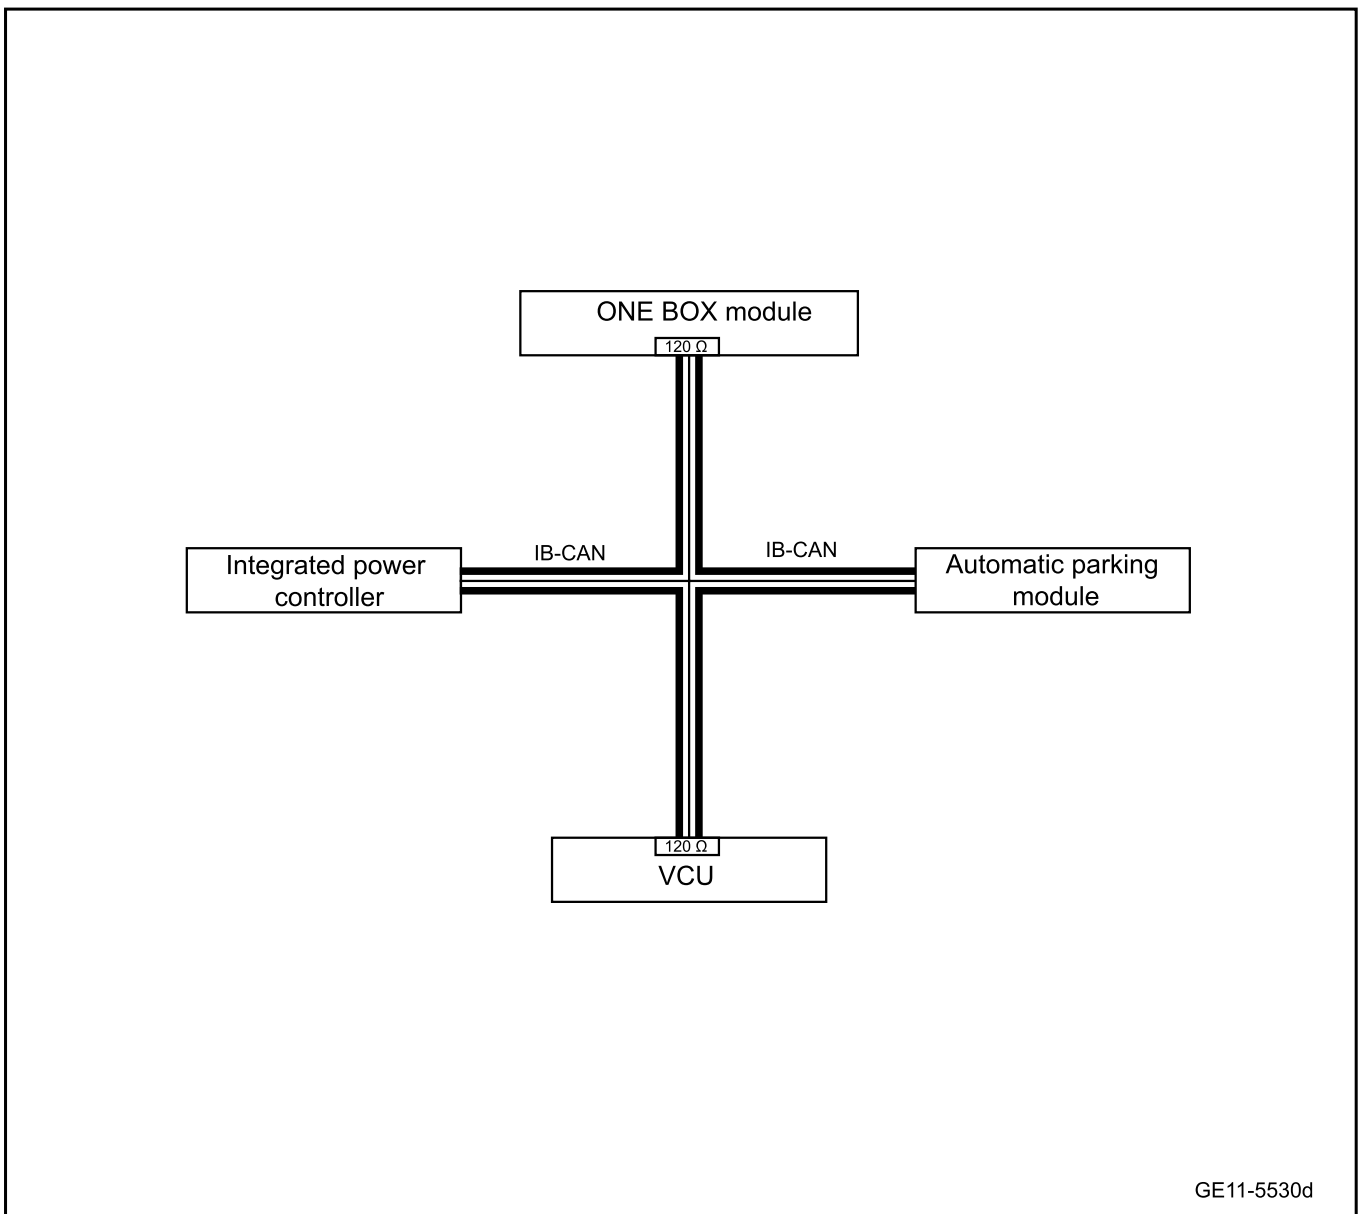 ONE BOX module
120 Ω
IB-CAN
IB-CAN
Integrated power
controller
Automatic parking
module
120 Ω
VCU
GE11-5530d